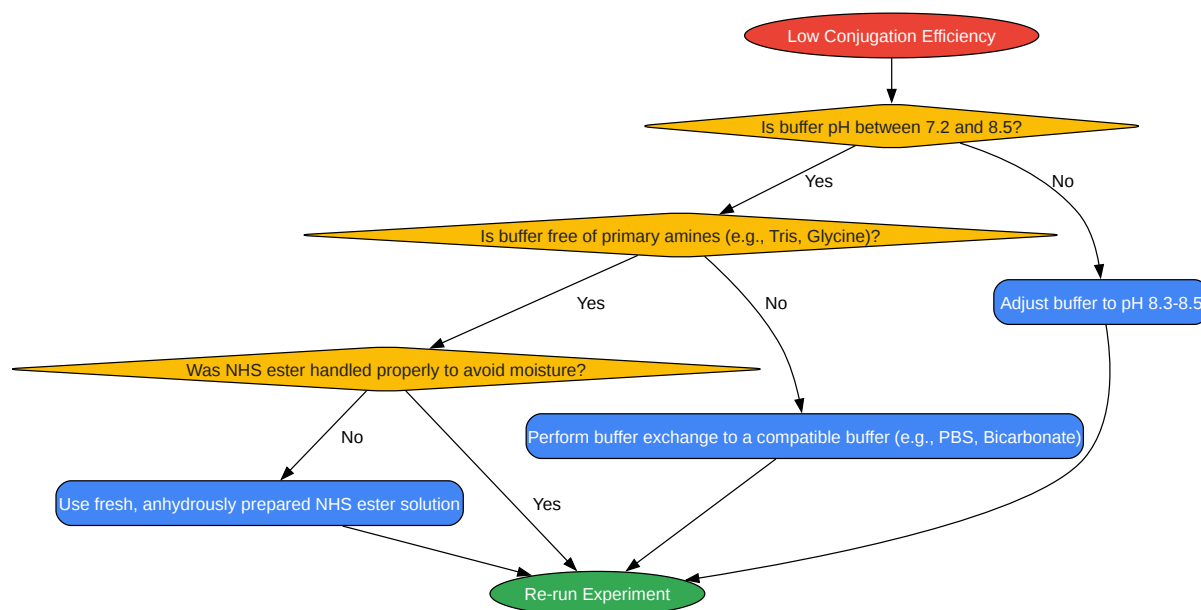 Low Conjugation Efficiency
Is buffer pH between 7.2 and 8.5?
Yes
No
Is buffer free of primary amines (e.g., Tris, Glycine)?
Yes
No
Adjust buffer to pH 8.3-8.5
Was NHS ester handled properly to avoid moisture?
No
Yes
Perform buffer exchange to a compatible buffer (e.g., PBS, Bicarbonate)
Use fresh, anhydrously prepared NHS ester solution
Re-run Experiment